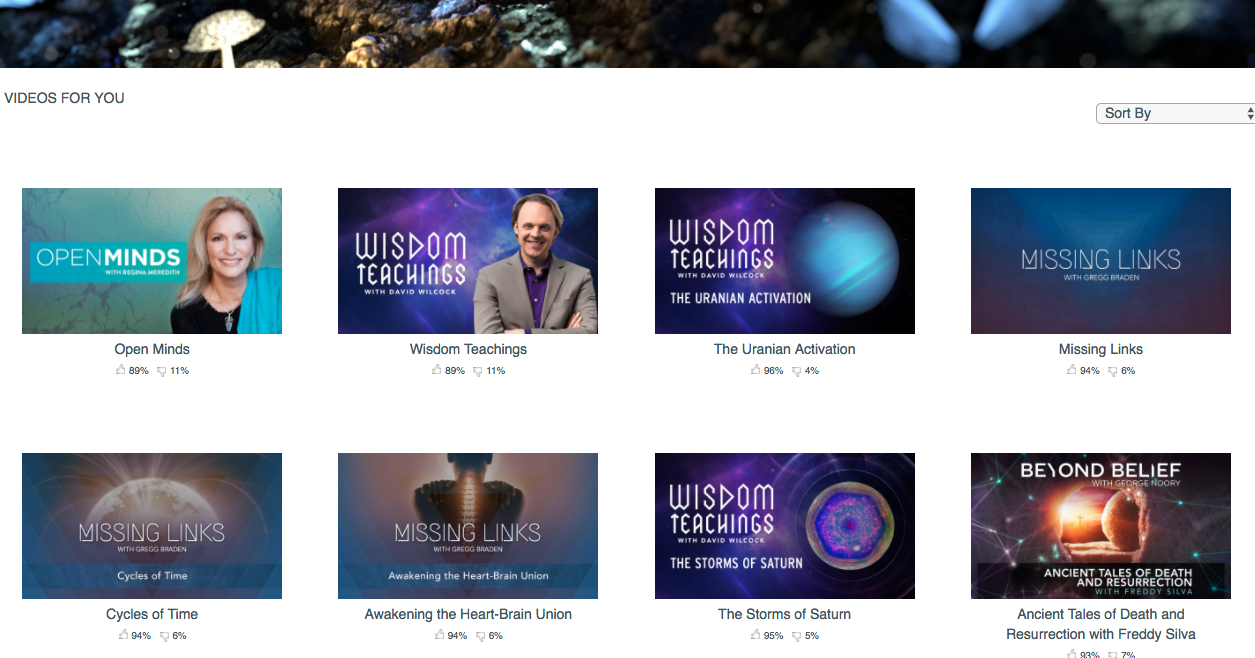 VIDEOS FOR YOU
Sort By
OPENMINDS
WITH REGINA MEREDITH
Open Minds
89% 11%
WISDOM
TEACHINGS
WITH DAVID WILCOCK
Wisdom Teachings
89% 11%
WISDOM
TEACHINGS
WITH DAVID WILCOCK
THE URANIAN ACTIVATION
The Uranian Activation
96% 4%
MISSING LINKS
WITH GREGG BRADEN
Missing Links
94% 6%
MISSING LINKS
WITH GREGG BRADEN
Cycles of Time
Cycles of Time
94% 6%
MISSING LINKS
WITH GREGG BRADEN
Awakening the Heart-Brain Union
Awakening the Heart-Brain Union
94% 6%
WISDOM
TEACHINGS
WITH DAVID WILCOCK
THE STORMS OF SATURN
The Storms of Saturn
95% 5%
BEYOND BELIEF
WITH GEORGE NOORY
ANCIENT TALES OF DEATH
AND RESURRECTION
WITH FREDDY SILVA
Ancient Tales of Death and
Resurrection with Freddy Silva
93% 7%